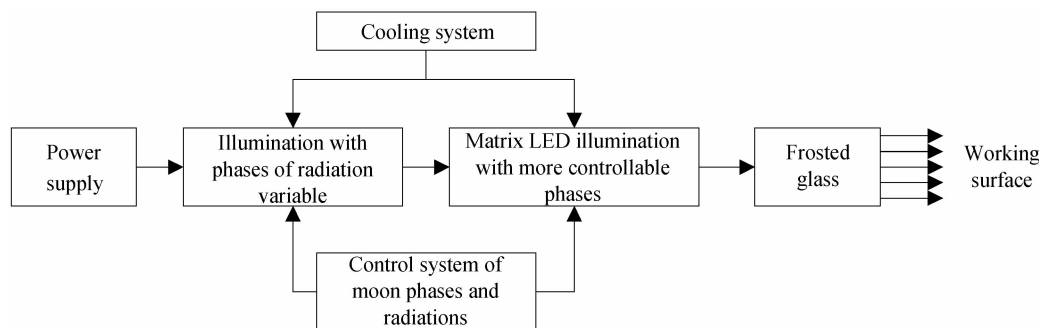 Cooling system
Power
supply
Illumination with
phases of radiation
variable
Matrix LED illumination
with more controllable
phases
Frosted
glass
Working
surface
Control system of
moon phases and
radiations